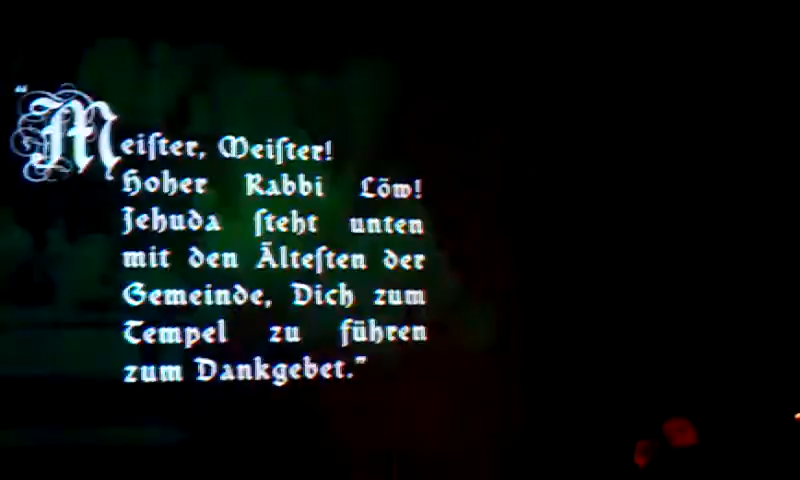 “Meiſter, Meiſter!
Hoher Rabbi Löw!
Jehuda ſteht unten
mit den Älteſten der
Gemeinde, Dich zum
Tempel zu führen
zum Dankgebet.”